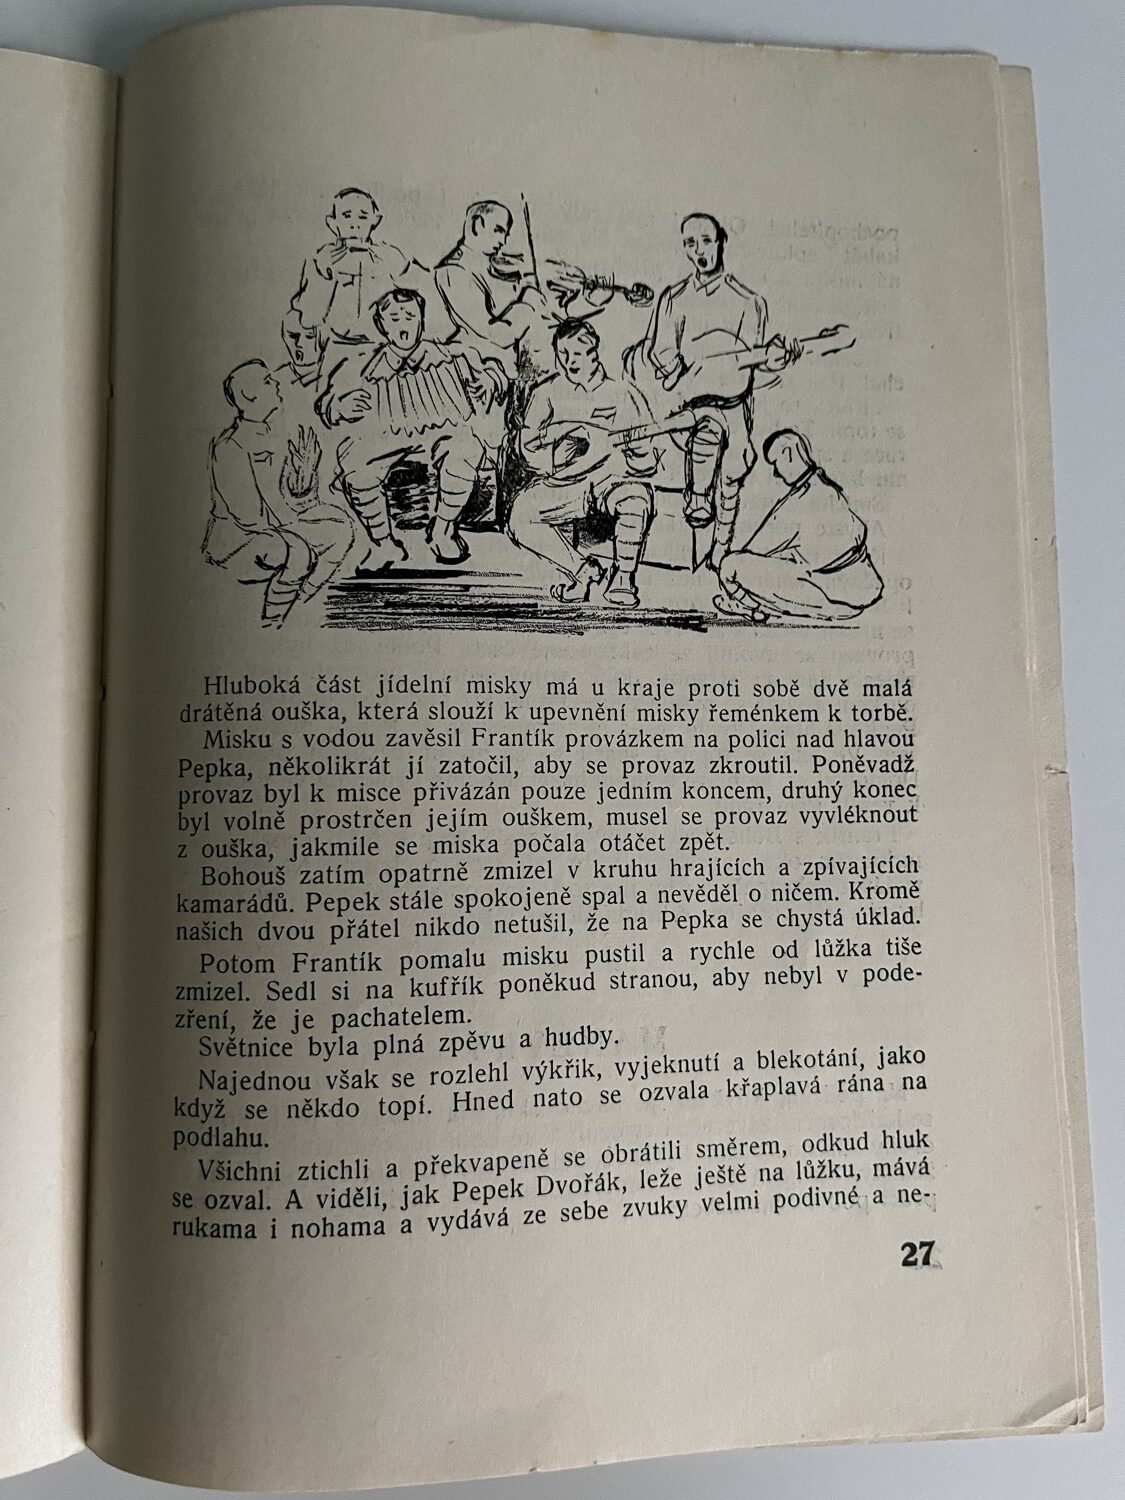 Hluboká část jídelní misky má u kraje proti sobě dvě malá
drátěná ouška, která slouží k upevnění misky řeménkem k torbě.
Misku s vodou zavěsil Frantík provázkem na polici nad hlavou
Pepka, několikrát jí zatočil, aby se provaz zkroutil. Poněvadž
provaz byl k misce přivázán pouze jedním koncem, druhý konec
byl volně prostrčen jejím ouškem, musel se provaz vyvléknout
z ouška, jakmile se miska počala otáčet zpět.
Bohouš zatím opatrně zmizel v kruhu hrajících a zpívajících
kamarádů. Pepek stále spokojeně spal a nevěděl o ničem. Kromě
našich dvou přátel nikdo netušil, že na Pepka se chystá úklad.
Potom Frantík pomalu misku pustil a rychle od lůžka tiše
zmizel. Sedl si na kufřík poněkud stranou, aby nebyl v pode-
zření, že je pachatelem.
Světnice byla plná zpěvu a hudby.
Najednou však se rozlehl výkřik, vyjeknutí a blekotání, jako
když se někdo topí. Hned nato se ozvala křaplavá rána na
podlahu.
Všichni ztichli a překvapeně se obrátili směrem, odkud hluk
se ozval. A viděli, jak Pepek Dvořák, leže ještě na lůžku, mává
rukama i nohama a vydává ze sebe zvuky velmi podivné a ne-
27